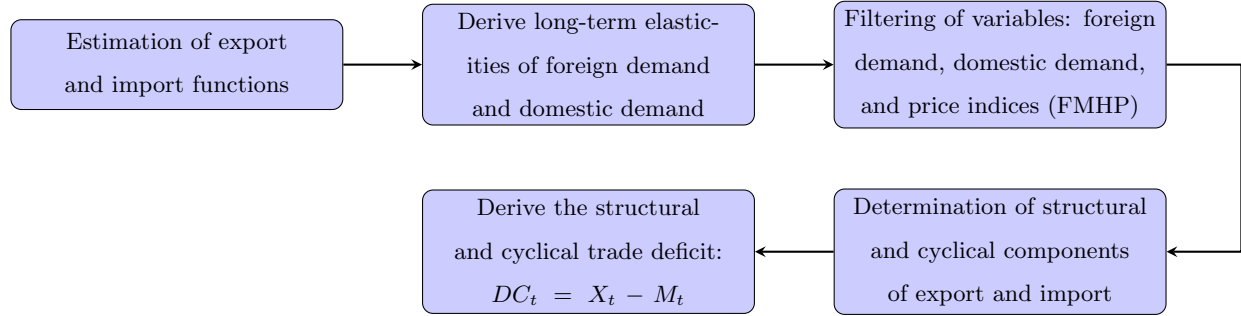 Estimation of export
and import functions
Derive long-term elastic-
ities of foreign demand
and domestic demand
Filtering of variables: foreign
demand, domestic demand,
and price indices (FMHP)
Determination of structural
and cyclical components
of export and import
Derive the structural
and cyclical trade deficit:
$DC_t = X_t - M_t$